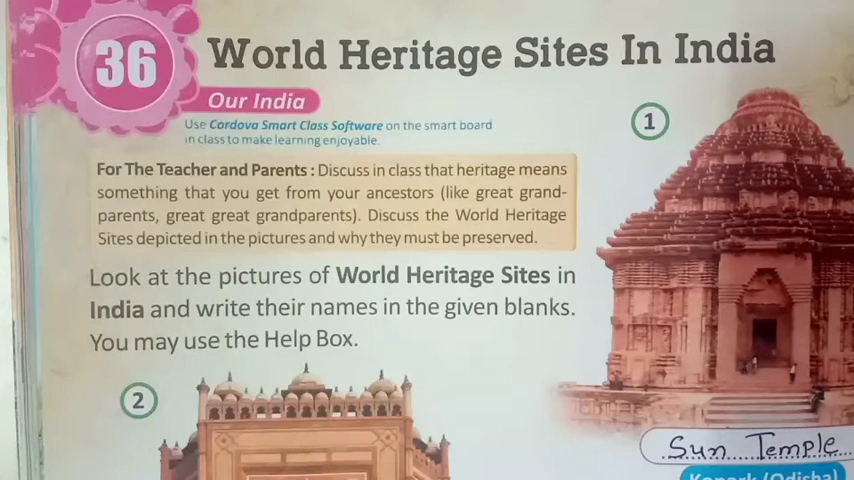 36
World Heritage Sites In India
Our India
Use Cordova Smart Class Software on the smart board
in class to make learning enjoyable.
For The Teacher and Parents : Discuss in class that heritage means
something that you get from your ancestors (like great grand-
parents, great great grandparents). Discuss the World Heritage
Sites depicted in the pictures and why they must be preserved.
Look at the pictures of World Heritage Sites in
India and write their names in the given blanks.
You may use the Help Box.
1
2
Sun Temple
Konark (Odisha)